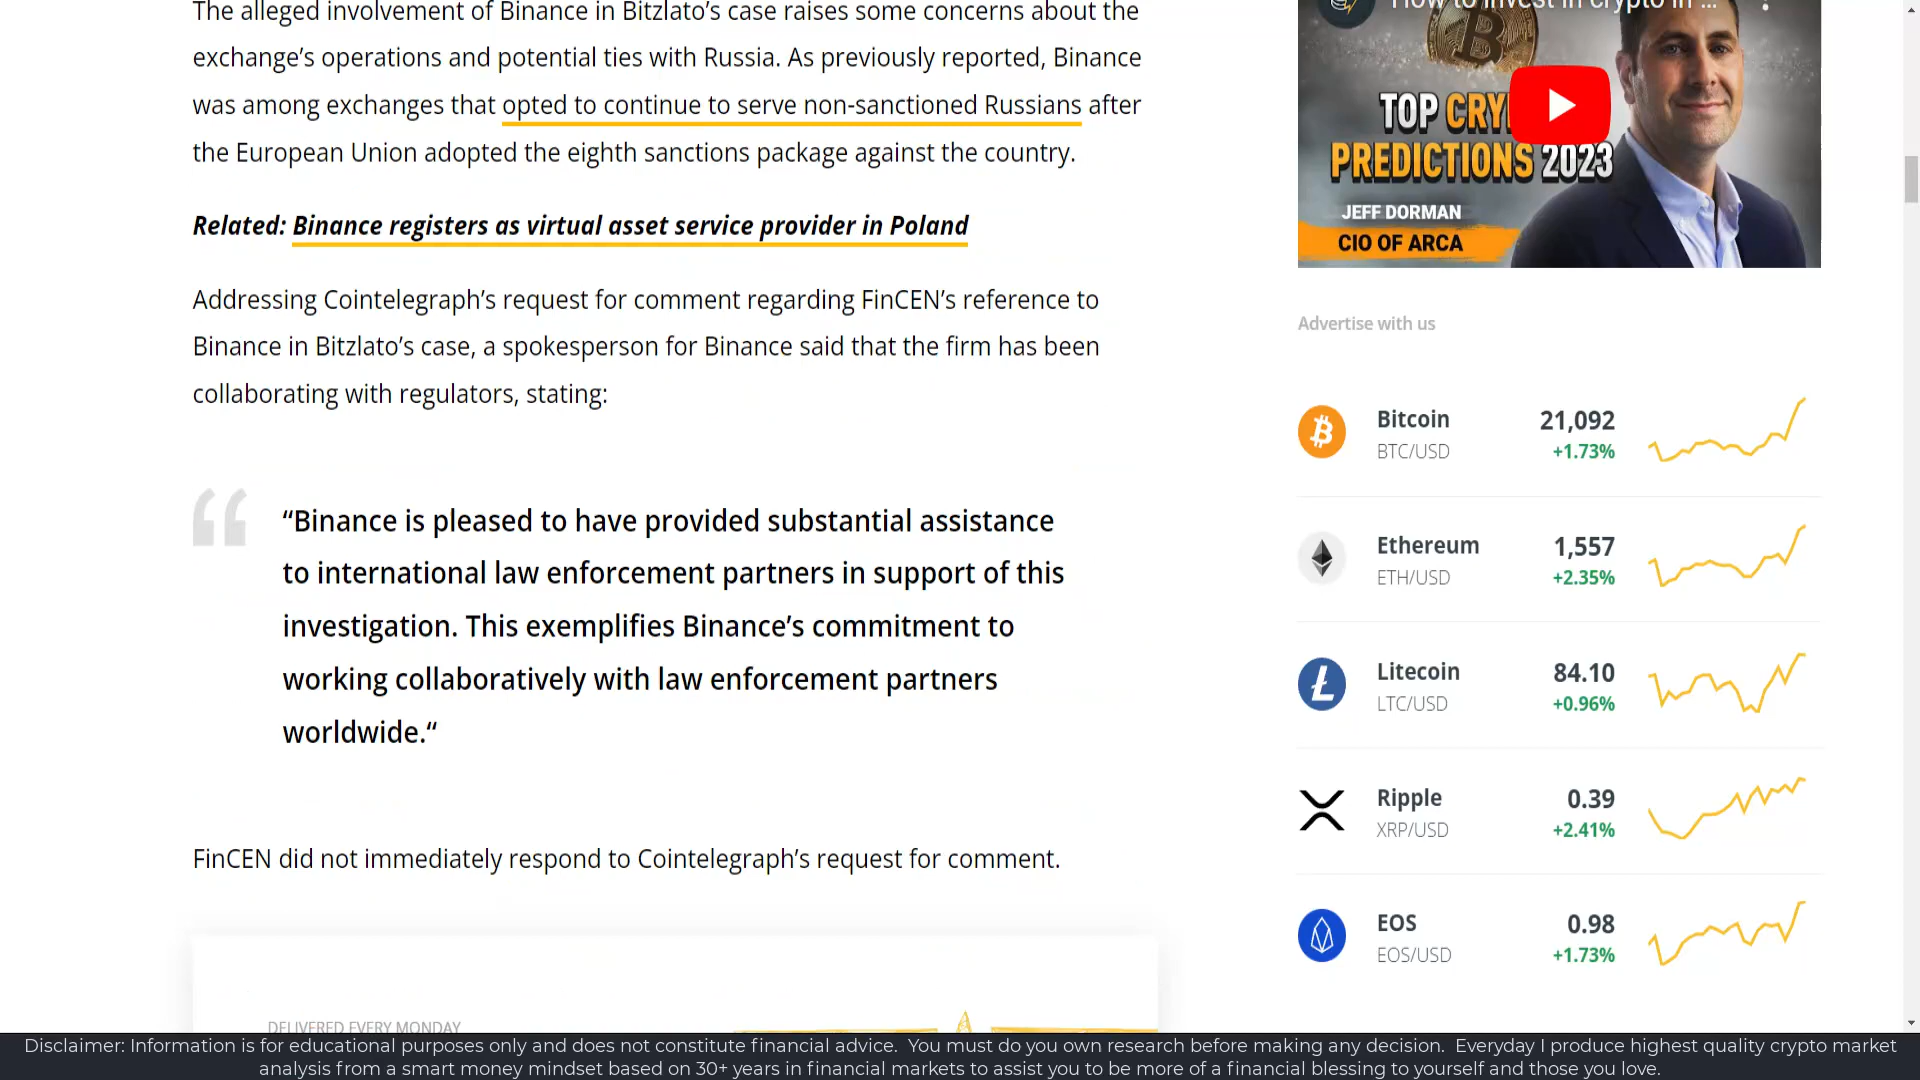 The alleged involvement of Binance in Bitzlato’s case raises some concerns about the
exchange’s operations and potential ties with Russia. As previously reported, Binance
was among exchanges that opted to continue to serve non-sanctioned Russians after
the European Union adopted the eighth sanctions package against the country.
Related: Binance registers as virtual asset service provider in Poland
Addressing Cointelegraph’s request for comment regarding FinCEN’s reference to
Binance in Bitzlato’s case, a spokesperson for Binance said that the firm has been
collaborating with regulators, stating:
“Binance is pleased to have provided substantial assistance
to international law enforcement partners in support of this
investigation. This exemplifies Binance’s commitment to
working collaboratively with law enforcement partners
worldwide.“
FinCEN did not immediately respond to Cointelegraph’s request for comment.
DELIVERED EVERY MONDAY
How to invest in crypto in ...
TOP CRY
PREDICTIONS 2023
JEFF DORMAN
CIO OF ARCA
Advertise with us
Bitcoin 21,092
BTC/USD +1.73%
Ethereum 1,557
ETH/USD +2.35%
Litecoin 84.10
LTC/USD +0.96%
Ripple 0.39
XRP/USD +2.41%
EOS 0.98
EOS/USD +1.73%
Disclaimer: Information is for educational purposes only and does not constitute financial advice. You must do you own research before making any decision. Everyday I produce highest quality crypto market
analysis from a smart money mindset based on 30+ years in financial markets to assist you to be more of a financial blessing to yourself and those you love.